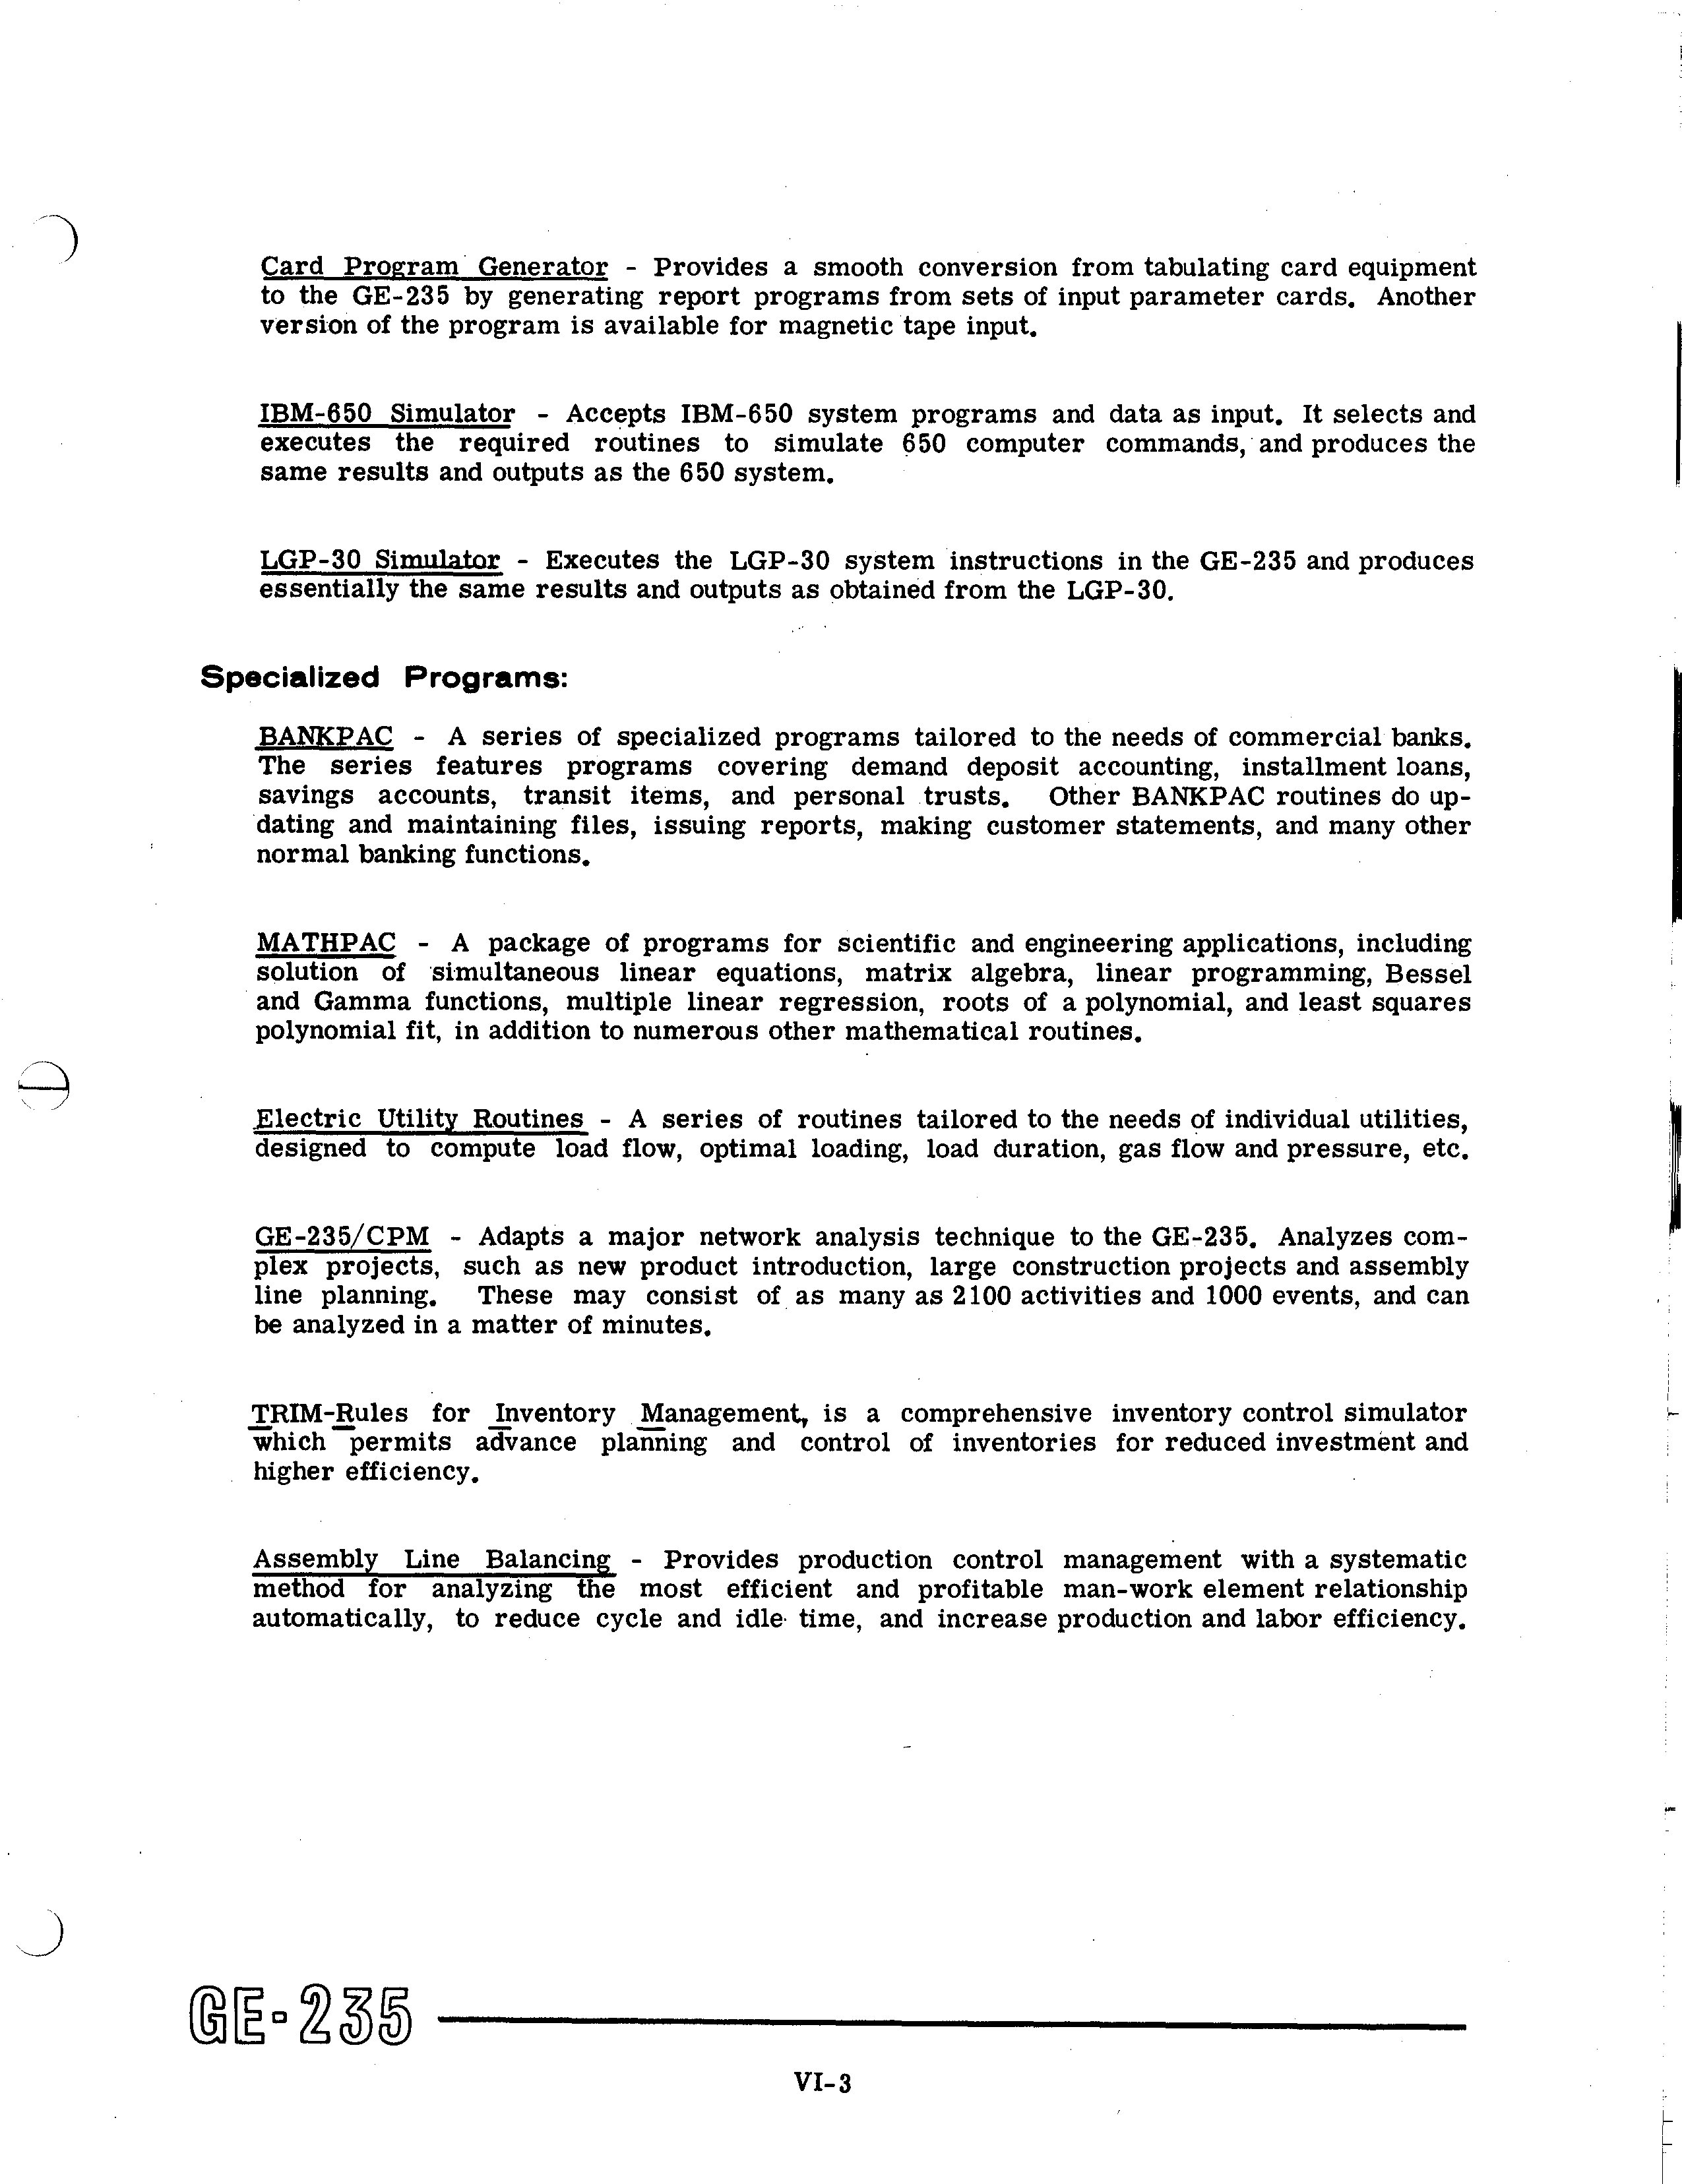 Card Program Generator - Provides a smooth conversion from tabulating card equipment
to the GE-235 by generating report programs from sets of input parameter cards. Another
version of the program is available for magnetic tape input.
IBM-650 Simulator - Accepts IBM-650 system programs and data as input. It selects and
executes the required routines to simulate 650 computer commands, and produces the
same results and outputs as the 650 system.
LGP-30 Simulator - Executes the LGP-30 system instructions in the GE-235 and produces
essentially the same results and outputs as obtained from the LGP-30.
Specialized Programs:
BANKPAC - A series of specialized programs tailored to the needs of commercial banks.
The series features programs covering demand deposit accounting, installment loans,
savings accounts, transit items, and personal trusts. Other BANKPAC routines do up-
dating and maintaining files, issuing reports, making customer statements, and many other
normal banking functions.
MATHPAC - A package of programs for scientific and engineering applications, including
solution of simultaneous linear equations, matrix algebra, linear programming, Bessel
and Gamma functions, multiple linear regression, roots of a polynomial, and least squares
polynomial fit, in addition to numerous other mathematical routines.
Electric Utility Routines - A series of routines tailored to the needs of individual utilities,
designed to compute load flow, optimal loading, load duration, gas flow and pressure, etc.
GE-235/CPM - Adapts a major network analysis technique to the GE-235. Analyzes com-
plex projects, such as new product introduction, large construction projects and assembly
line planning. These may consist of as many as 2100 activities and 1000 events, and can
be analyzed in a matter of minutes.
TRIM-Rules for Inventory Management, is a comprehensive inventory control simulator
which permits advance planning and control of inventories for reduced investment and
higher efficiency.
Assembly Line Balancing - Provides production control management with a systematic
method for analyzing the most efficient and profitable man-work element relationship
automatically, to reduce cycle and idle time, and increase production and labor efficiency.
GE-235
VI-3